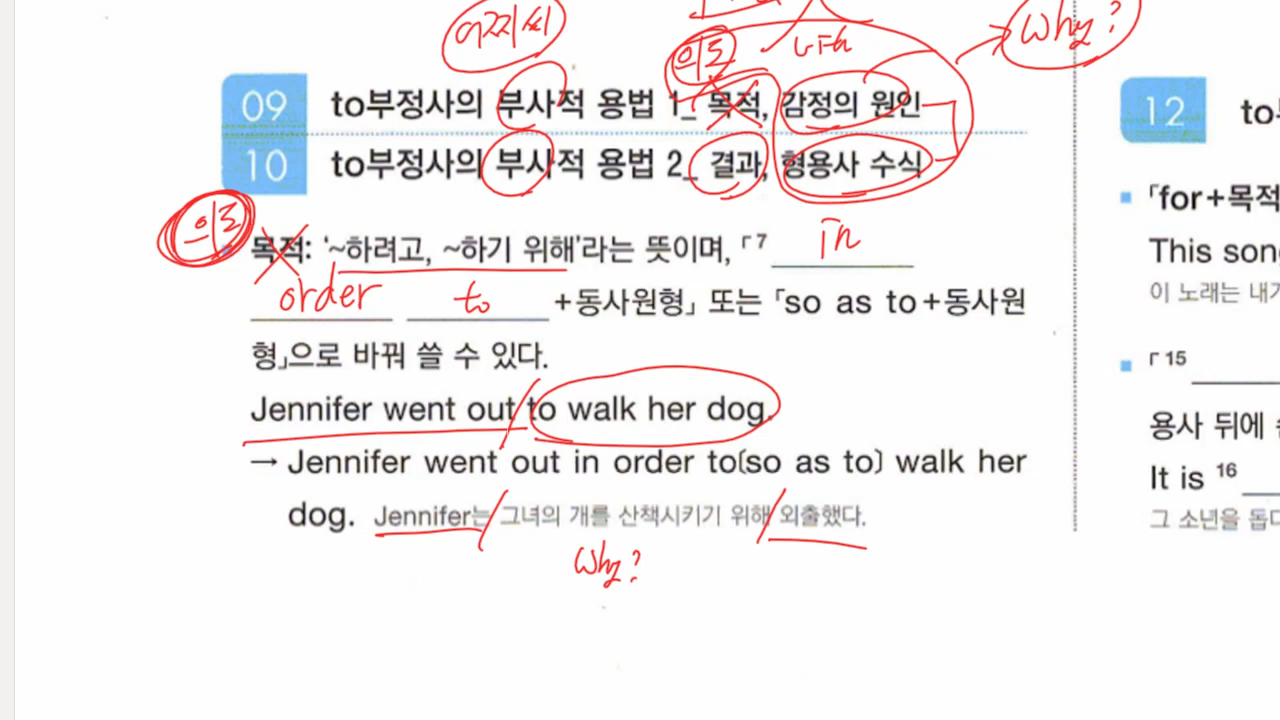 어찌씨
의도
why?
09 to부정사의 부사적 용법 1_ 목적, 감정의 원인
10 to부정사의 부사적 용법 2_ 결과, 형용사 수식
의도
목적: '~하려고, ~하기 위해'라는 뜻이며, 「7 in
order to +동사원형」 또는 「so as to+동사원
형」으로 바꿔 쓸 수 있다.
Jennifer went out to walk her dog.
→ Jennifer went out in order to(so as to) walk her
dog. Jennifer는 그녀의 개를 산책시키기 위해 외출했다.
why?
12 to
「for+목적
This son
이 노래는 내
「15
용사 뒤에
It is 16
그 소년을 돕